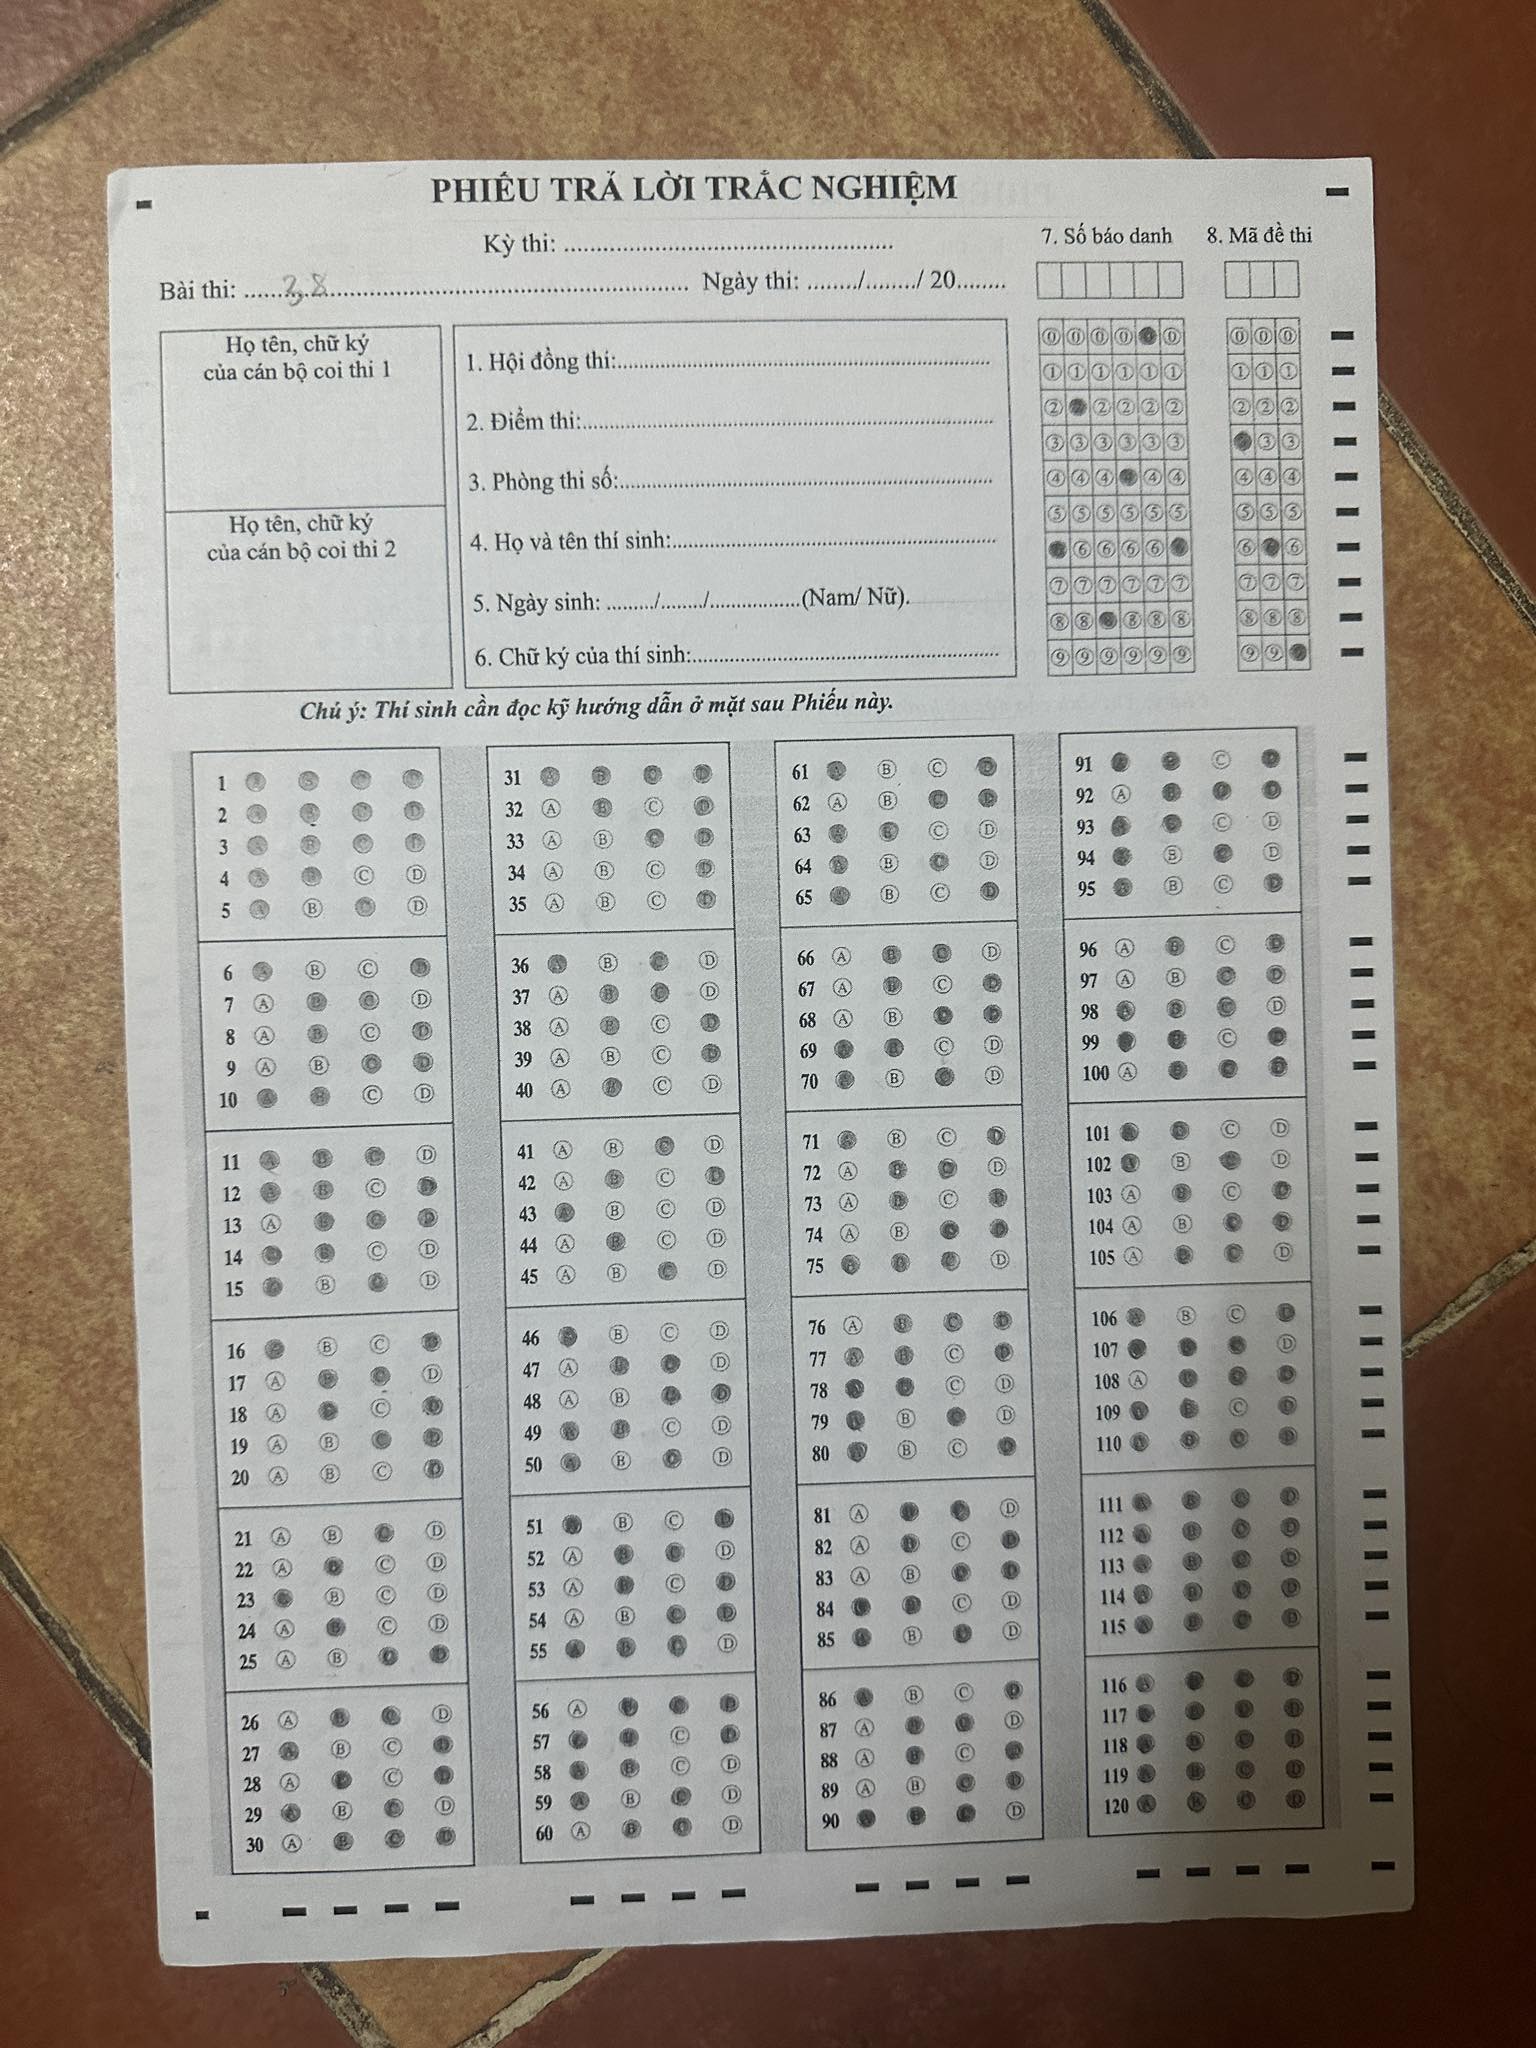 PHIẾU TRẢ LỜI TRẮC NGHIỆM
Kỳ thi: ................................................
7. Số báo danh
8. Mã đề thi
Bài thi: ......3,8...................................................... Ngày thi: ......../......../ 20........
Họ tên, chữ ký
của cán bộ coi thi 1
Họ tên, chữ ký
của cán bộ coi thi 2
1. Hội đồng thi:................................................
2. Điểm thi:................................................
3. Phòng thi số:................................................
4. Họ và tên thí sinh:................................................
5. Ngày sinh: ........./......../..................(Nam/ Nữ).
6. Chữ ký của thí sinh:................................................
Chú ý: Thí sinh cần đọc kỹ hướng dẫn ở mặt sau Phiếu này.
1
2
3
4 C D
5 B D
6 B C
7 A D
8 A C
9 A B
10 C D
11 D
12 C
13 A
14 C D
15 B D
16 B C
17 A D
18 A C
19 A B
20 A B C
21 A B D
22 A C D
23 B C D
24 A C D
25 A B
26 A D
27 B C
28 A C
29 B D
30 A
31
32 A C
33 A B
34 A B C
35 A B C
36 B D
37 A D
38 A C
39 A B C
40 A C D
41 A B D
42 A C
43 B C D
44 A C D
45 A B D
46 B C D
47 A D
48 A B
49 C D
50 B D
51 B C
52 A D
53 A C
54 A B
55 D
56 A
57 C
58 C D
59 B D
60 A D
61 B C
62 A B
63 C D
64 B D
65 B C
66 A D
67 A C
68 A B
69 C D
70 B D
71 B C
72 A D
73 A C
74 A B
75 D
76 A
77 C
78 C D
79 B D
80 B C
81 A D
82 A C
83 A B
84 C D
85 B D
86 B C
87 A D
88 A C
89 A B
90 D
91 C
92 A
93 C D
94 B D
95 B C
96 A C
97 A B
98 D
99 C
100 A
101 C D
102 B D
103 A C
104 A B
105 A D
106 B C
107 D
108 A
109 C
110
111
112
113
114
115
116
117
118
119
120